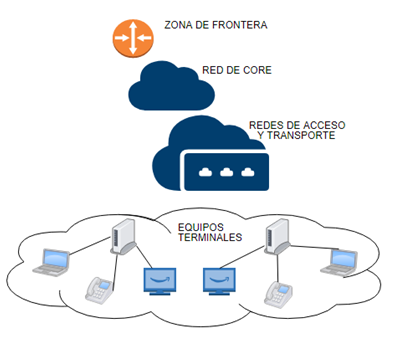 ZONA DE FRONTERA
RED DE CORE
REDES DE ACCESO
Y TRANSPORTE
EQUIPOS
TERMINALES